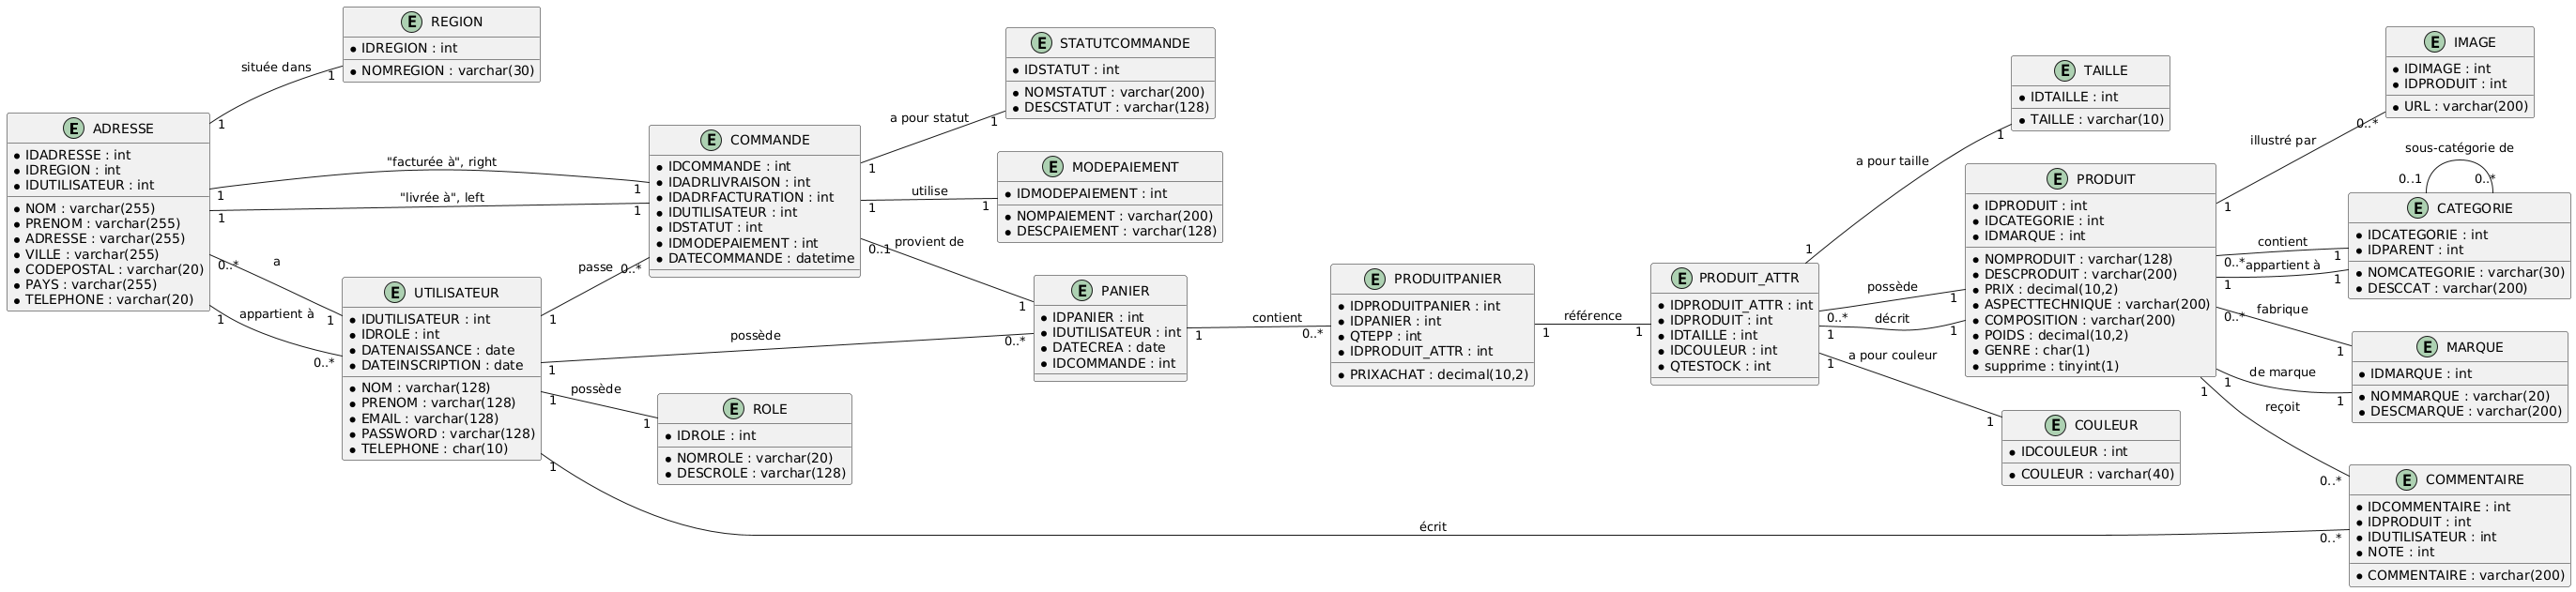 E REGION
IDREGION : int
NOMREGION : varchar(30)
située dans
1
1
E ADRESSE
IDADRESSE : int
IDREGION : int
IDUTILISATEUR : int
NOM : varchar(255)
PRENOM : varchar(255)
ADRESSE : varchar(255)
VILLE : varchar(255)
CODEPOSTAL : varchar(20)
PAYS : varchar(255)
TELEPHONE : varchar(20)
"facturée à", right
1
1
"livrée à", left
1
1
a
0..*
1
appartient à
1
0..*
E UTILISATEUR
IDUTILISATEUR : int
IDROLE : int
DATENAISSANCE : date
DATEINSCRIPTION : date
NOM : varchar(128)
PRENOM : varchar(128)
EMAIL : varchar(128)
PASSWORD : varchar(128)
TELEPHONE : char(10)
passe
1
0..*
possède
1
0..*
possède
1
1
écrit
1
0..*
E COMMANDE
IDCOMMANDE : int
IDADRLIVRAISON : int
IDADRFACTURATION : int
IDUTILISATEUR : int
IDSTATUT : int
IDMODEPAIEMENT : int
DATECOMMANDE : datetime
a pour statut
1
1
utilise
1
1
provient de
0..1
1
E ROLE
IDROLE : int
NOMROLE : varchar(20)
DESCROLE : varchar(128)
E STATUTCOMMANDE
IDSTATUT : int
NOMSTATUT : varchar(200)
DESCSTATUT : varchar(128)
E MODEPAIEMENT
IDMODEPAIEMENT : int
NOMPAIEMENT : varchar(200)
DESCPAIEMENT : varchar(128)
E PANIER
IDPANIER : int
IDUTILISATEUR : int
DATECREA : date
IDCOMMANDE : int
contient
1
0..*
E PRODUITPANIER
IDPRODUITPANIER : int
IDPANIER : int
QTEPP : int
IDPRODUIT_ATTR : int
PRIXACHAT : decimal(10,2)
référence
1
1
E PRODUIT_ATTR
IDPRODUIT_ATTR : int
IDPRODUIT : int
IDTAILLE : int
IDCOULEUR : int
QTESTOCK : int
a pour taille
1
1
possède
0..*
1
décrit
1
1
a pour couleur
1
1
E TAILLE
IDTAILLE : int
TAILLE : varchar(10)
E PRODUIT
IDPRODUIT : int
IDCATEGORIE : int
IDMARQUE : int
NOMPRODUIT : varchar(128)
DESCPRODUIT : varchar(200)
PRIX : decimal(10,2)
ASPECTTECHNIQUE : varchar(200)
COMPOSITION : varchar(200)
POIDS : decimal(10,2)
GENRE : char(1)
supprime : tinyint(1)
E COULEUR
IDCOULEUR : int
COULEUR : varchar(40)
illustré par
1
0..*
contient
0..*
1
appartient à
1
1
fabrique
0..*
1
de marque
1
1
reçoit
1
0..*
E IMAGE
IDIMAGE : int
IDPRODUIT : int
URL : varchar(200)
sous-catégorie de
0..1
0..*
E CATEGORIE
IDCATEGORIE : int
IDPARENT : int
NOMCATEGORIE : varchar(30)
DESCCAT : varchar(200)
E MARQUE
IDMARQUE : int
NOMMARQUE : varchar(20)
DESCMARQUE : varchar(200)
E COMMENTAIRE
IDCOMMENTAIRE : int
IDPRODUIT : int
IDUTILISATEUR : int
NOTE : int
COMMENTAIRE : varchar(200)